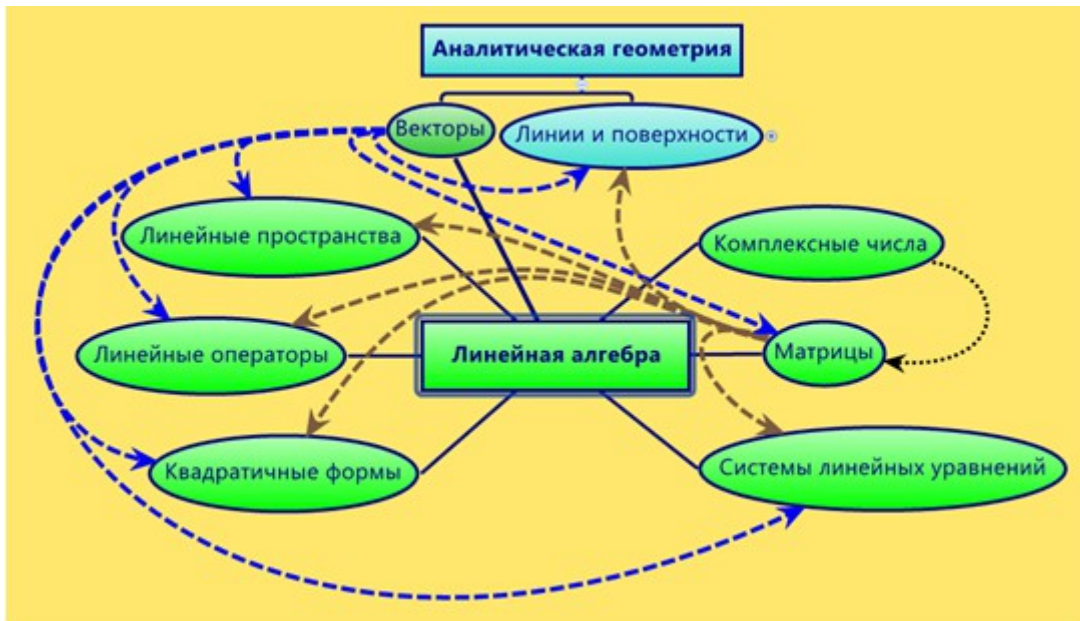 Аналитическая геометрия
Векторы
Линии и поверхности
Линейные пространства
Комплексные числа
Линейные операторы
Линейная алгебра
Матрицы
Квадратичные формы
Системы линейных уравнений